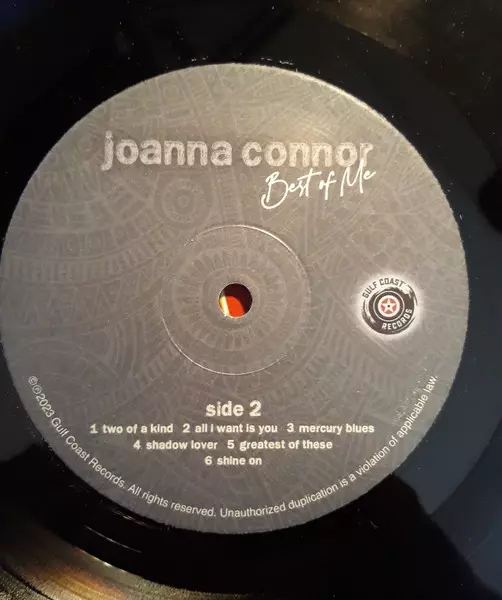 joanna connor
Best of Me
GULF COAST
RECORDS
side 2
1 two of a kind 2 all i want is you 3 mercury blues
4 shadow lover 5 greatest of these
6 shine on
©℗2023 Gulf Coast Records. All rights reserved. Unauthorized duplication is a violation of applicable law.